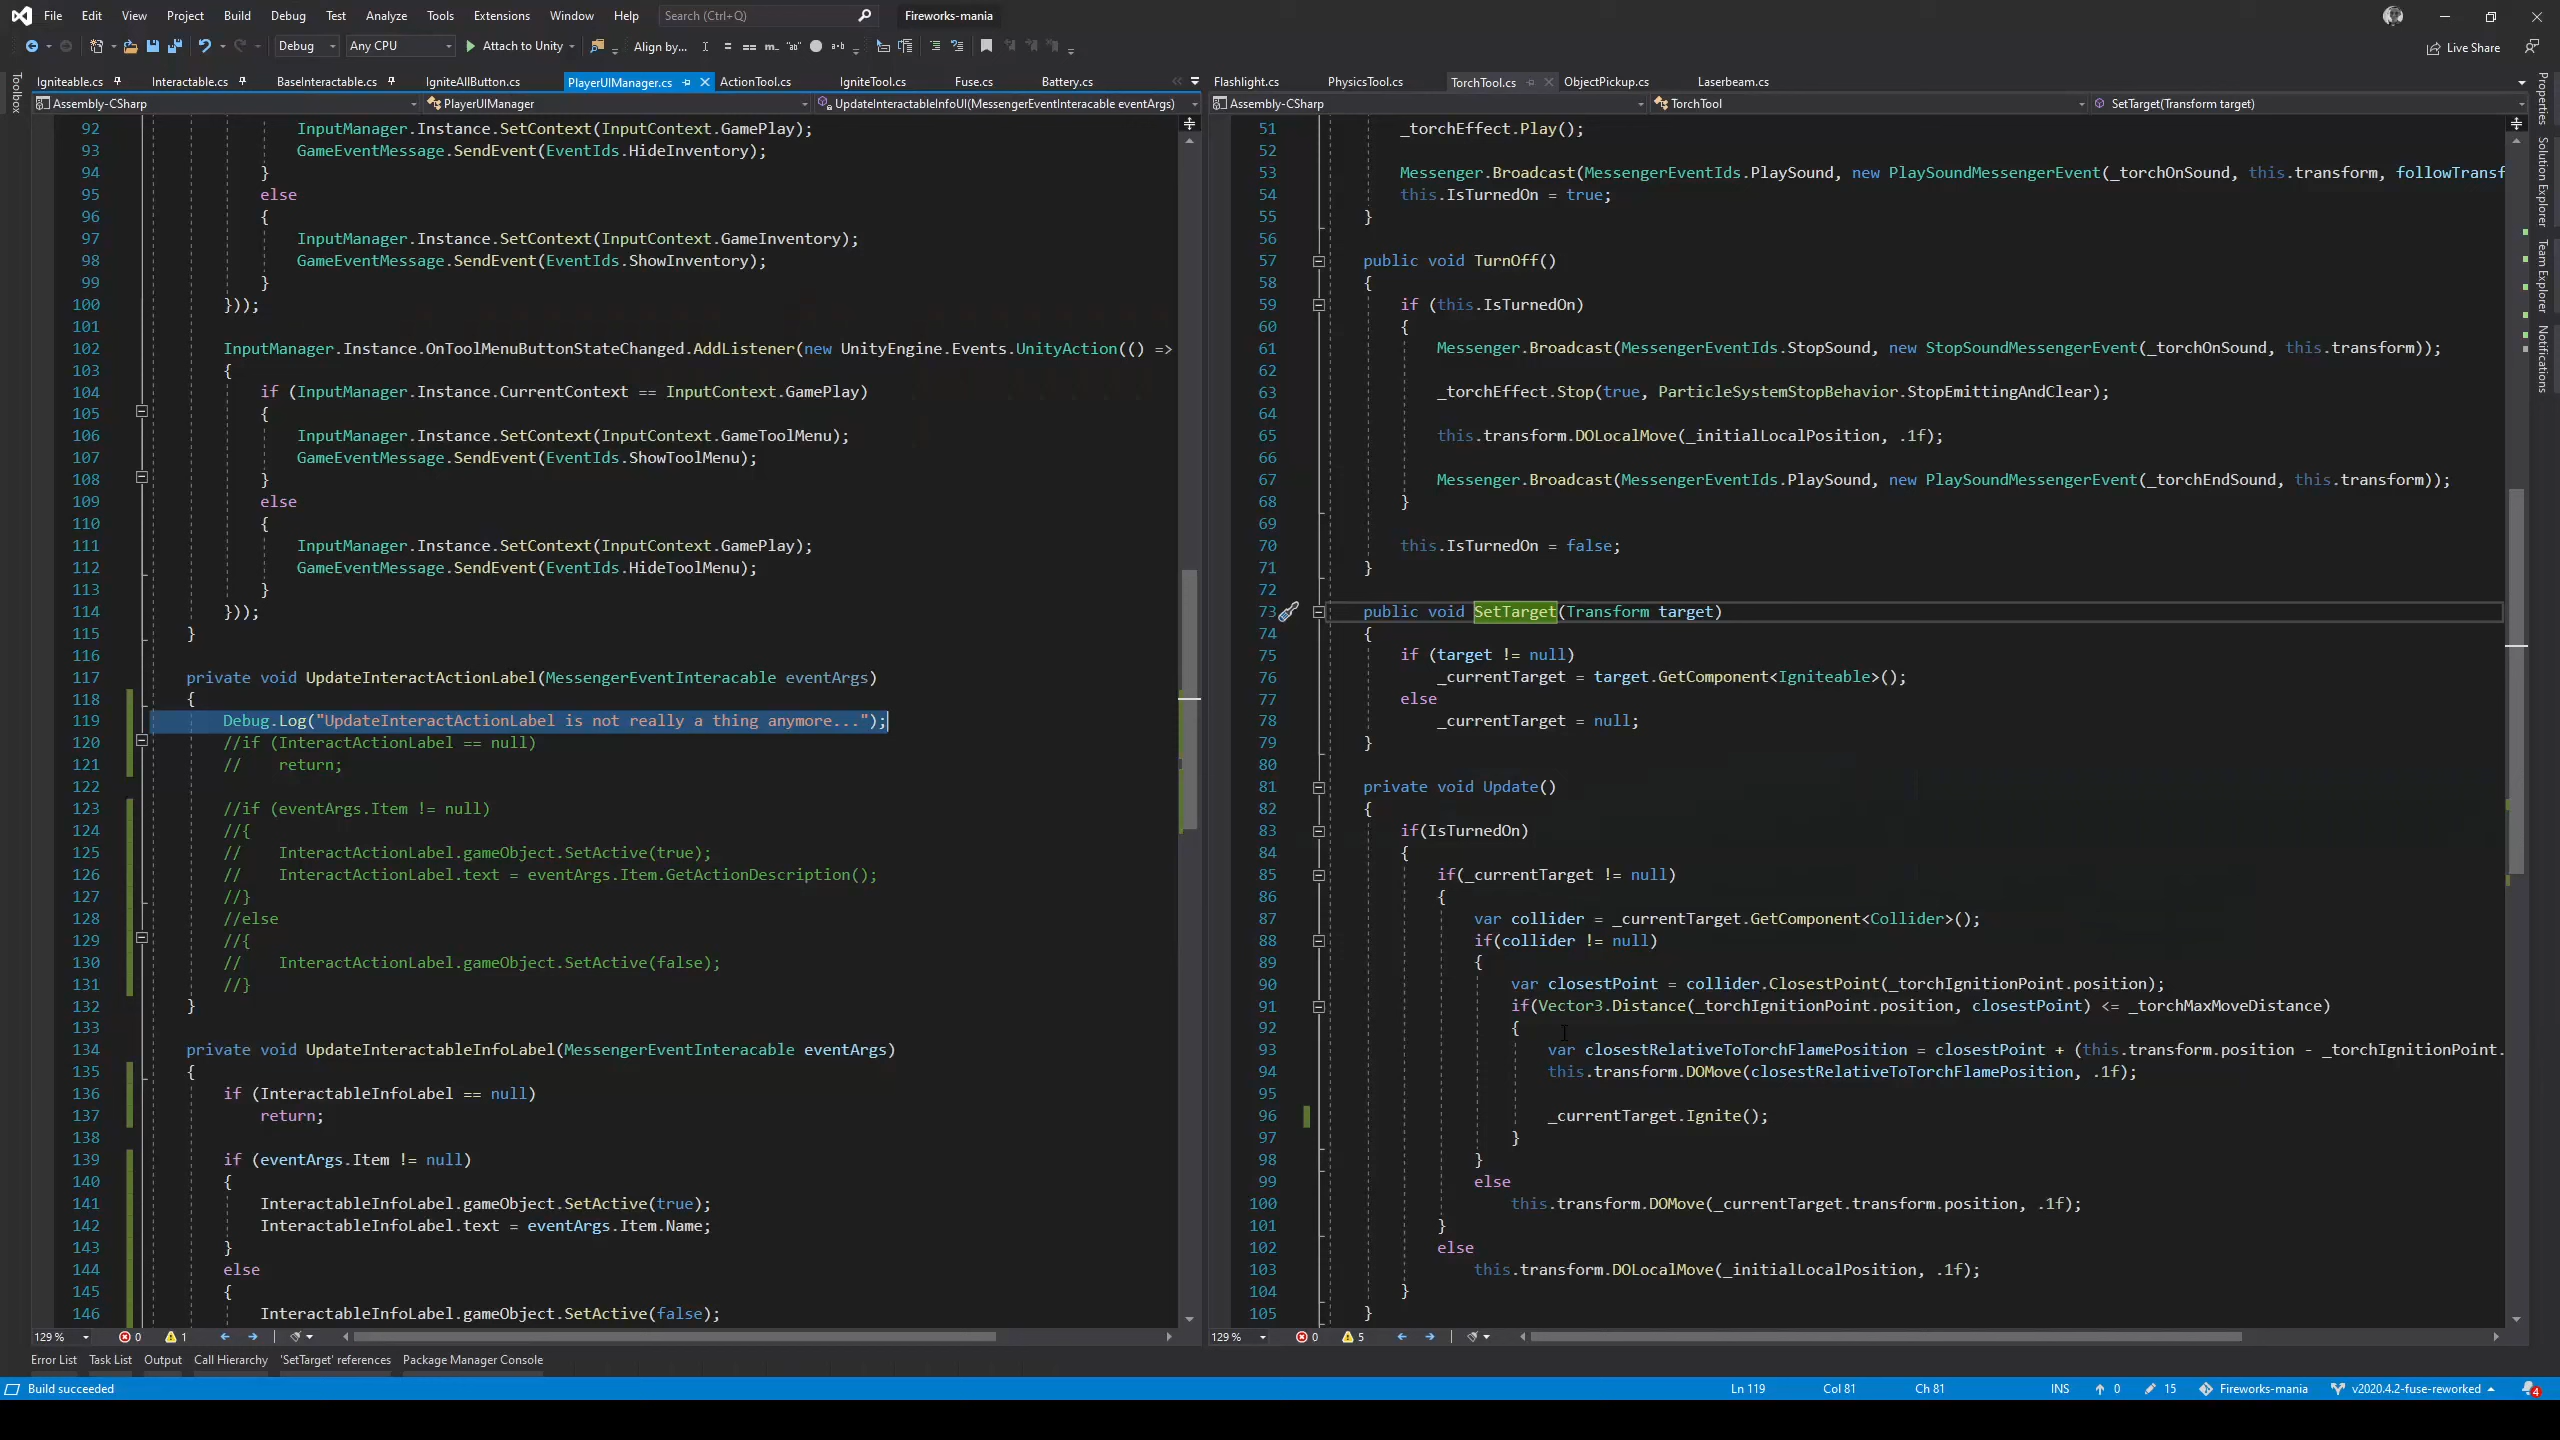 File Edit View Project Build Debug Test Analyze Tools Extensions Window Help Search (Ctrl+Q) Fireworks-mania
Debug Any CPU Attach to Unity Align by... Live Share
Igniteable.cs Interactable.cs BaseInteractable.cs IgniteAllButton.cs PlayerUIManager.cs ActionTool.cs IgniteTool.cs Fuse.cs Battery.cs
Assembly-CSharp PlayerUIManager UpdateInteractableInfoUI(MessengerEventInteracable eventArgs)
Toolbox
92 InputManager.Instance.SetContext(InputContext.GamePlay);
93 GameEventMessage.SendEvent(EventIds.HideInventory);
94 }
95 else
96 {
97 InputManager.Instance.SetContext(InputContext.GameInventory);
98 GameEventMessage.SendEvent(EventIds.ShowInventory);
99 }
100 }));
101
102 InputManager.Instance.OnToolMenuButtonStateChanged.AddListener(new UnityEngine.Events.UnityAction(() =>
103 {
104 if (InputManager.Instance.CurrentContext == InputContext.GamePlay)
105 {
106 InputManager.Instance.SetContext(InputContext.GameToolMenu);
107 GameEventMessage.SendEvent(EventIds.ShowToolMenu);
108 }
109 else
110 {
111 InputManager.Instance.SetContext(InputContext.GamePlay);
112 GameEventMessage.SendEvent(EventIds.HideToolMenu);
113 }
114 }));
115 }
116
117 private void UpdateInteractActionLabel(MessengerEventInteracable eventArgs)
118 {
119 Debug.Log("UpdateInteractActionLabel is not really a thing anymore...");
120 //if (InteractActionLabel == null)
121 // return;
122
123 //if (eventArgs.Item != null)
124 //{
125 // InteractActionLabel.gameObject.SetActive(true);
126 // InteractActionLabel.text = eventArgs.Item.GetActionDescription();
127 //}
128 //else
129 //{
130 // InteractActionLabel.gameObject.SetActive(false);
131 //}
132 }
133
134 private void UpdateInteractableInfoLabel(MessengerEventInteracable eventArgs)
135 {
136 if (InteractableInfoLabel == null)
137 return;
138
139 if (eventArgs.Item != null)
140 {
141 InteractableInfoLabel.gameObject.SetActive(true);
142 InteractableInfoLabel.text = eventArgs.Item.Name;
143 }
144 else
145 {
146 InteractableInfoLabel.gameObject.SetActive(false);
129 % 0 1
Flashlight.cs PhysicsTool.cs TorchTool.cs ObjectPickup.cs Laserbeam.cs
Assembly-CSharp TorchTool SetTarget(Transform target)
51 _torchEffect.Play();
52
53 Messenger.Broadcast(MessengerEventIds.PlaySound, new PlaySoundMessengerEvent(_torchOnSound, this.transform, followTransf
54 this.IsTurnedOn = true;
55 }
56
57 public void TurnOff()
58 {
59 if (this.IsTurnedOn)
60 {
61 Messenger.Broadcast(MessengerEventIds.StopSound, new StopSoundMessengerEvent(_torchOnSound, this.transform));
62
63 _torchEffect.Stop(true, ParticleSystemStopBehavior.StopEmittingAndClear);
64
65 this.transform.DOLocalMove(_initialLocalPosition, .1f);
66
67 Messenger.Broadcast(MessengerEventIds.PlaySound, new PlaySoundMessengerEvent(_torchEndSound, this.transform));
68 }
69
70 this.IsTurnedOn = false;
71 }
72
73 public void SetTarget(Transform target)
74 {
75 if (target != null)
76 _currentTarget = target.GetComponent<Igniteable>();
77 else
78 _currentTarget = null;
79 }
80
81 private void Update()
82 {
83 if(IsTurnedOn)
84 {
85 if(_currentTarget != null)
86 {
87 var collider = _currentTarget.GetComponent<Collider>();
88 if(collider != null)
89 {
90 var closestPoint = collider.ClosestPoint(_torchIgnitionPoint.position);
91 if(Vector3.Distance(_torchIgnitionPoint.position, closestPoint) <= _torchMaxMoveDistance)
92 {
93 var closestRelativeToTorchFlamePosition = closestPoint + (this.transform.position - _torchIgnitionPoint.
94 this.transform.DOMove(closestRelativeToTorchFlamePosition, .1f);
95
96 _currentTarget.Ignite();
97 }
98 }
99 else
100 this.transform.DOMove(_currentTarget.transform.position, .1f);
101 }
102 else
103 this.transform.DOLocalMove(_initialLocalPosition, .1f);
104 }
105 }
129 % 0 5
Properties
Solution Explorer
Team Explorer
Notifications
Error List Task List Output Call Hierarchy 'SetTarget' references Package Manager Console
Build succeeded Ln 119 Col 81 Ch 81 INS 0 15 Fireworks-mania v2020.4.2-fuse-reworked 4